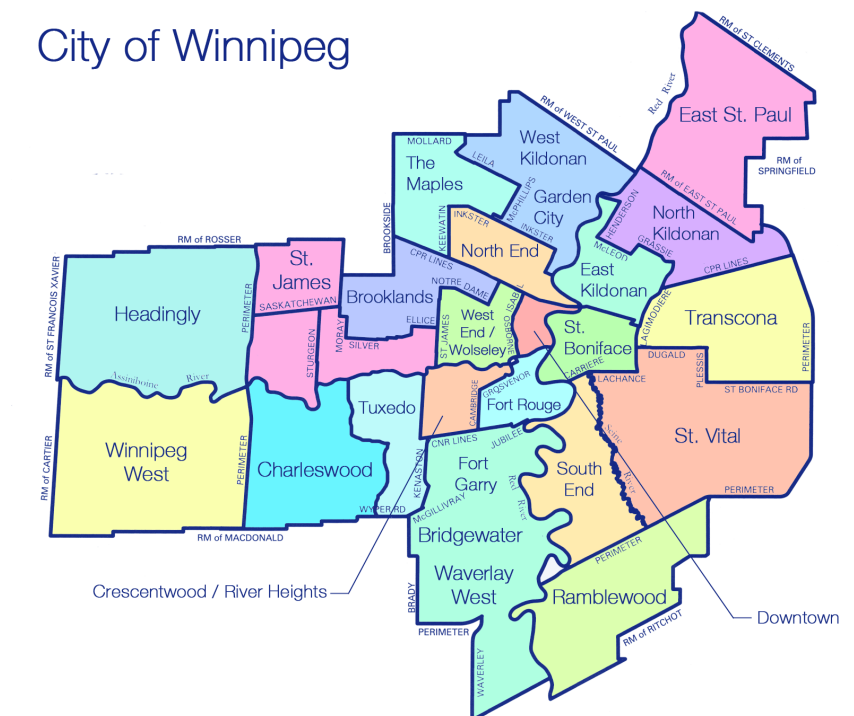 City of Winnipeg
RM of ST CLEMENTS
Red River
East St. Paul
RM of WEST ST PAUL
RM of
SPRINGFIELD
MOLLARD
LEILA
West
Kildonan
The
Maples
RM of EAST ST. PAUL
McPHILLIPS
Garden
City
HENDERSON
North
Kildonan
BROOKSIDE
KEEWATIN
INKSTER
INKSTER
RM of ROSSER
North End
McLEOD
GRASSIE
St.
James
CPR LINES
CPR LINES
East
Kildonan
RM of ST FRANCOIS XAVIER
Headingly
PERIMETER
SASKATCHEWAN
Brooklands
NOTRE DAME
ISABEL
LAGIMODIERE
Transcona
ELLICE
West
End /
Wolseley
OSBORNE
St.
Boniface
PERIMETER
STURGEON
MORAY
SILVER
ST JAMES
DUGALD
PLESSIS
CARRIERE
LACHANCE
ST BONIFACE RD
Assiniboine River
Tuxedo
CAMBRIDGE
GROSVENOR
Fort Rouge
RM of CARTIER
Winnipeg
West
PERIMETER
Charleswood
CNR LINES
JUBILEE
Seine River
St. Vital
KENASTON
Fort
Garry
Red River
South
End
PERIMETER
WYPER RD
McGILLIVRAY
RM of MACDONALD
Bridgewater
PERIMETER
Crescentwood / River Heights
BRADY
Waverlay
West
Ramblewood
Downtown
PERIMETER
RM of RITCHOT
WAVERLEY